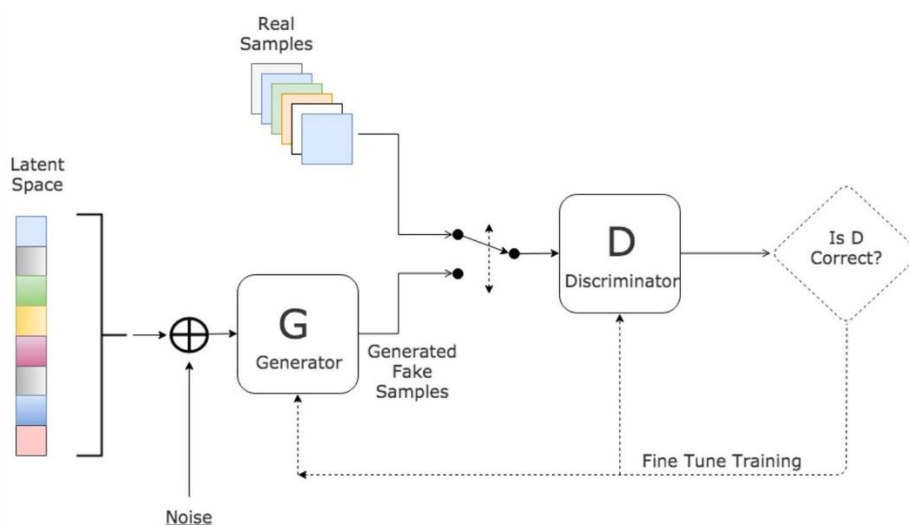 Real
Samples
Latent
Space
G
Generator
Generated
Fake
Samples
D
Discriminator
Is D
Correct?
Fine Tune Training
Noise